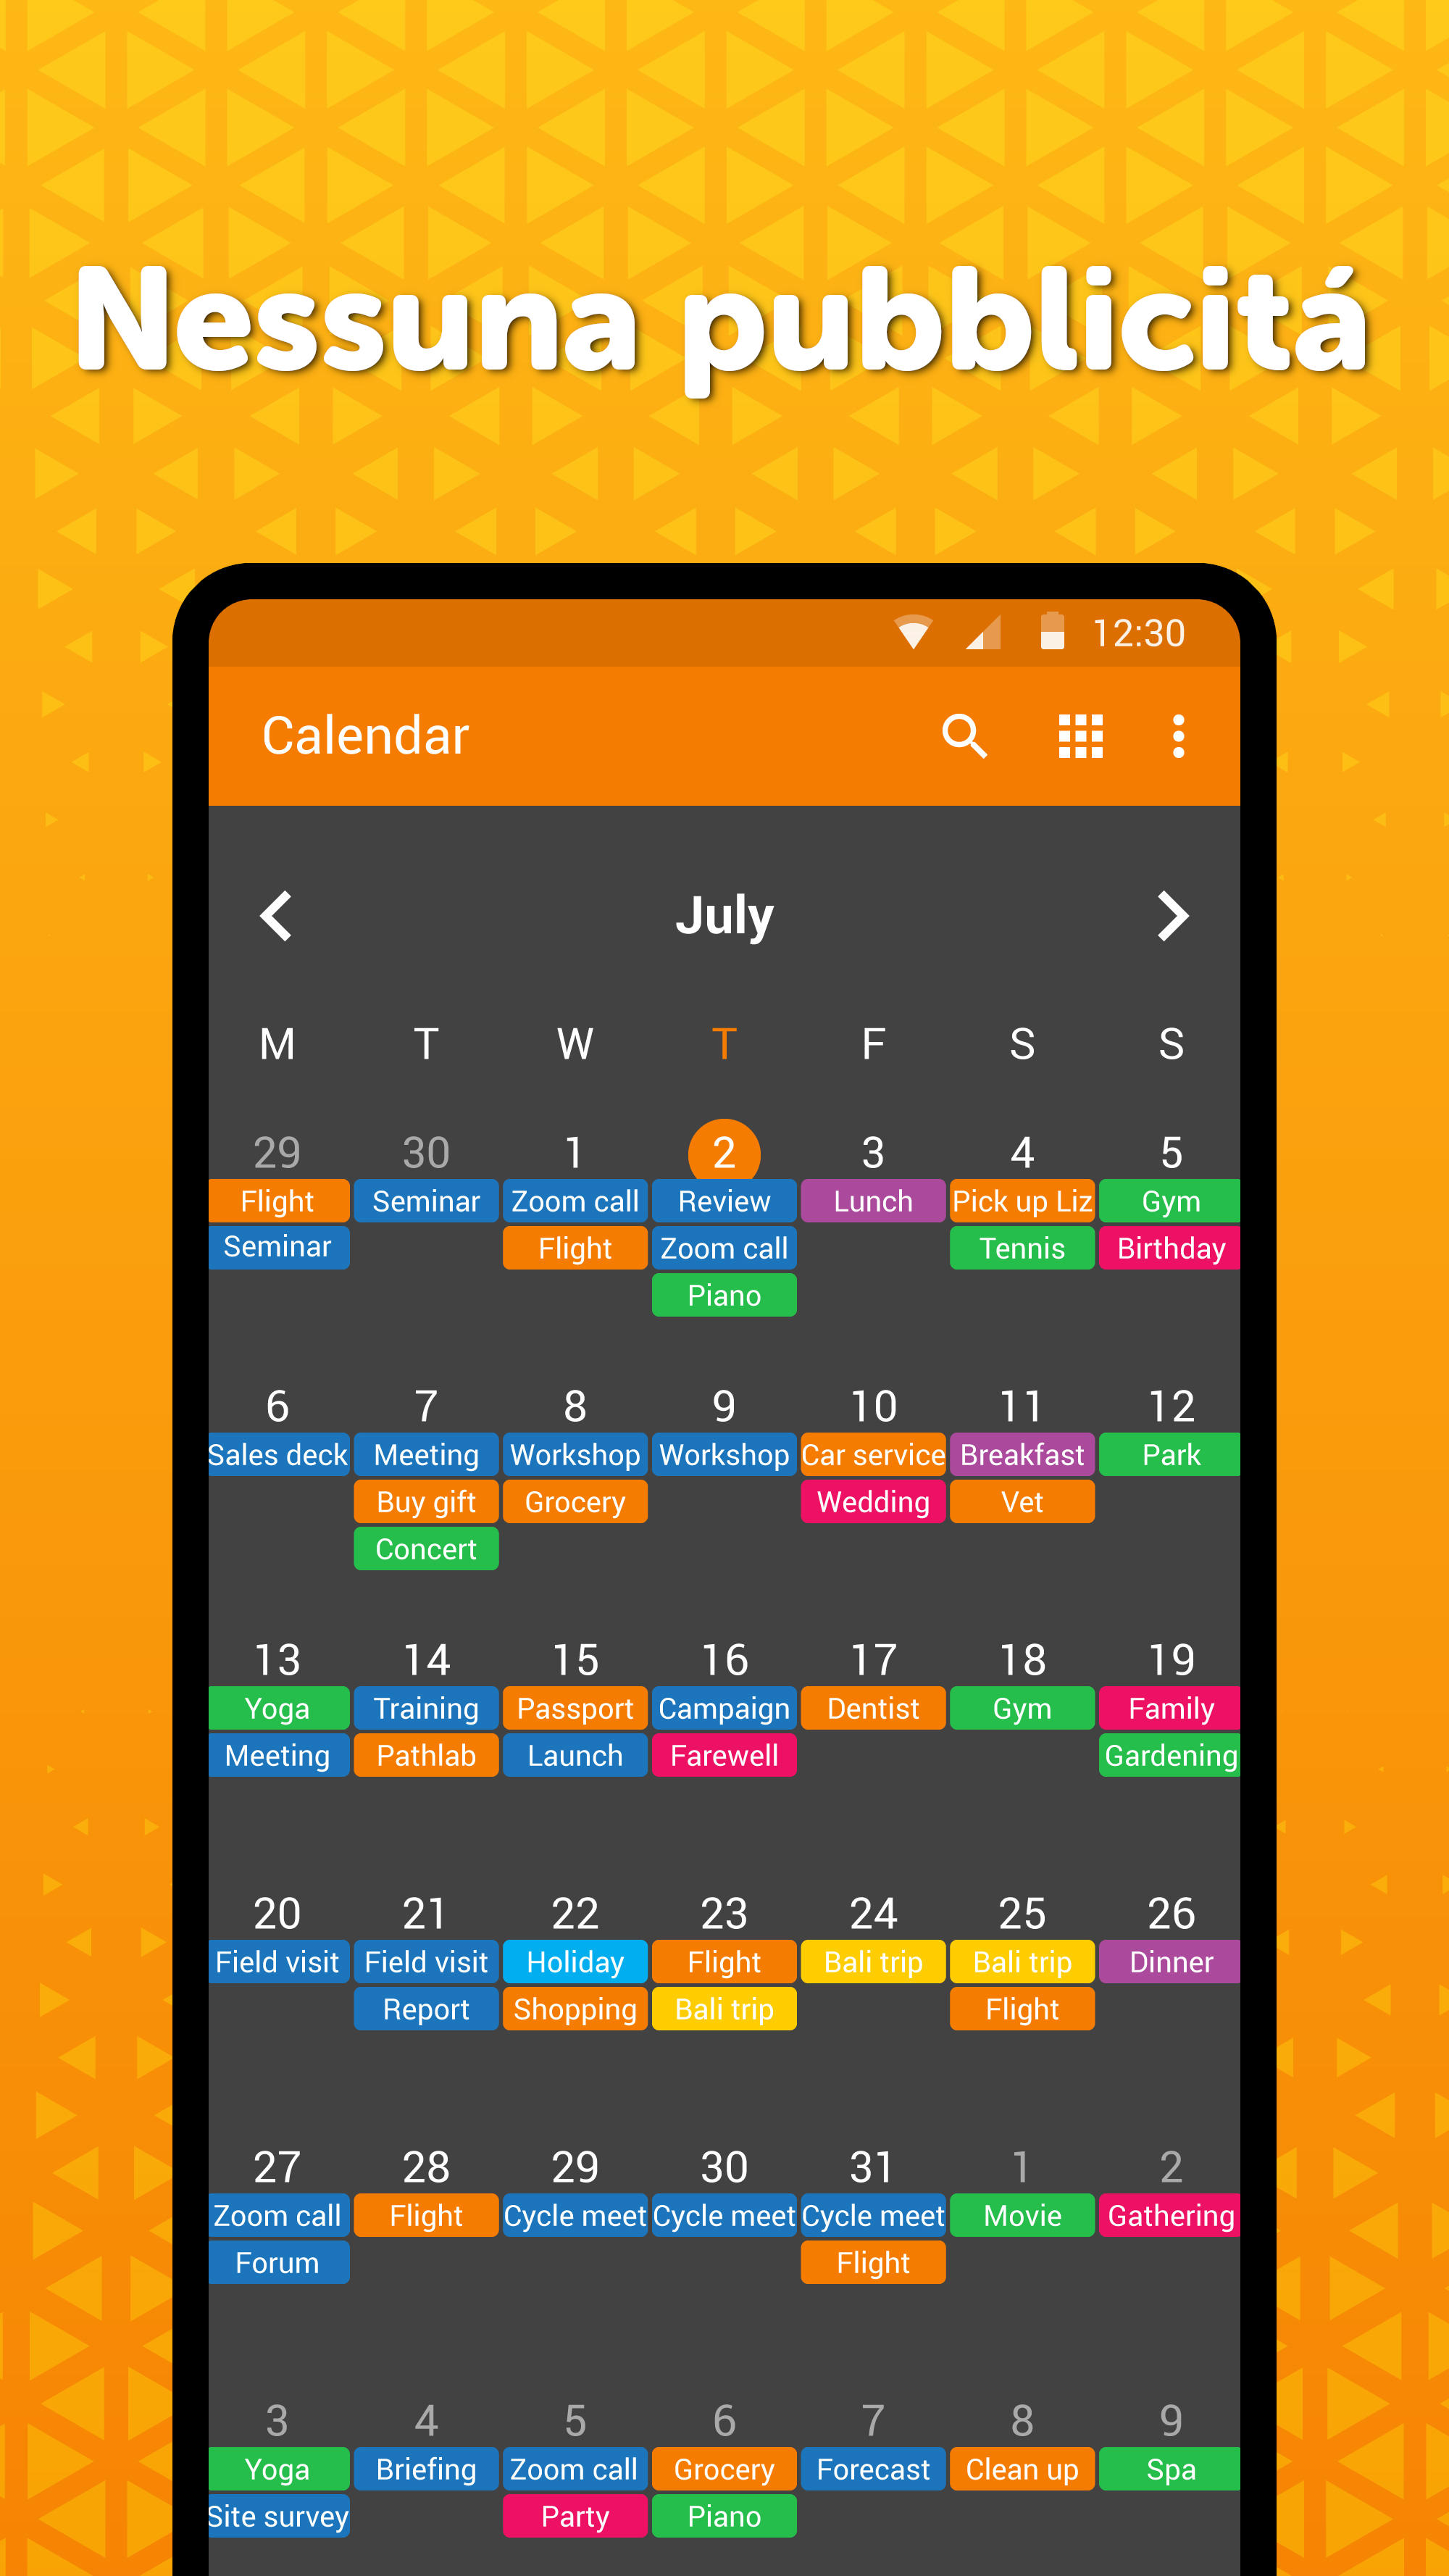 Nessuna pubblicitá
12:30
Calendar
July
M T W T F S S
29 30 1 2 3 4 5
Flight Seminar Zoom call Review Lunch Pick up Liz Gym
Seminar Flight Zoom call Tennis Birthday
Piano
6 7 8 9 10 11 12
Sales deck Meeting Workshop Workshop Car service Breakfast Park
Buy gift Grocery Wedding Vet
Concert
13 14 15 16 17 18 19
Yoga Training Passport Campaign Dentist Gym Family
Meeting Pathlab Launch Farewell Gardening
20 21 22 23 24 25 26
Field visit Field visit Holiday Flight Bali trip Bali trip Dinner
Report Shopping Bali trip Flight
27 28 29 30 31 1 2
Zoom call Flight Cycle meet Cycle meet Cycle meet Movie Gathering
Forum Flight
3 4 5 6 7 8 9
Yoga Briefing Zoom call Grocery Forecast Clean up Spa
Site survey Party Piano